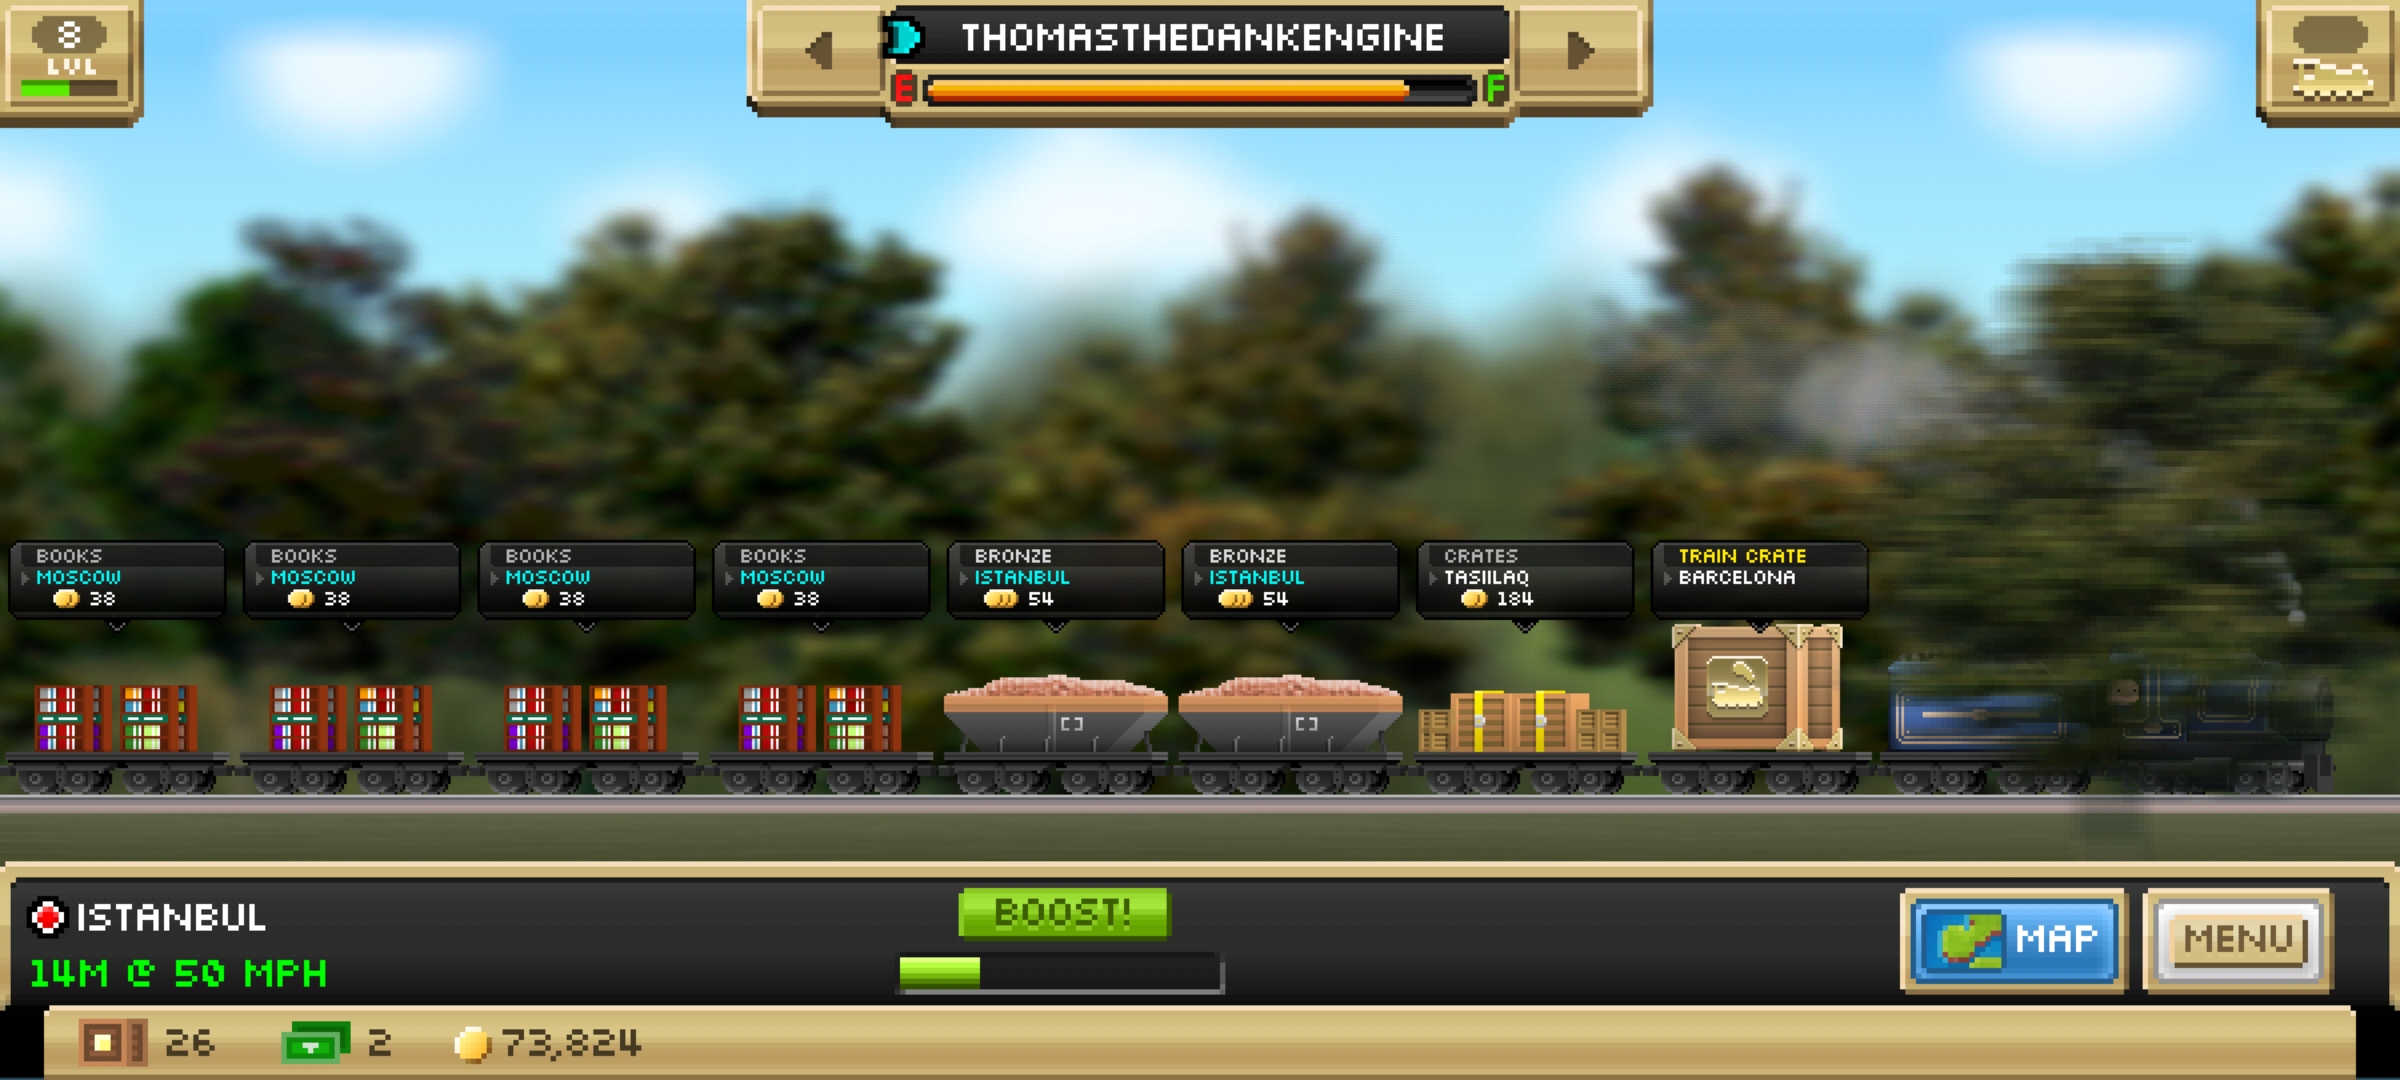 8
LVL
THOMASTHEDANKENGINE
E F
BOOKS
MOSCOW
38
BOOKS
MOSCOW
38
BOOKS
MOSCOW
38
BOOKS
MOSCOW
38
BRONZE
ISTANBUL
54
BRONZE
ISTANBUL
54
CRATES
TASIILAQ
184
TRAIN CRATE
BARCELONA
ISTANBUL
14M @ 50 MPH
BOOST!
MAP
MENU
26 2 73,824